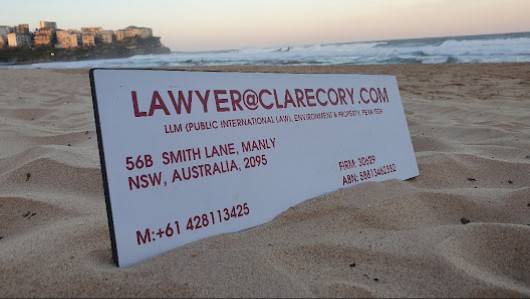 LAWYER@CLARECORY.COM
LLM (PUBLIC INTERNATIONAL LAW), ENVIRONMENT & PROPERTY,
56B SMITH LANE, MANLY
NSW, AUSTRALIA, 2095
FIRM:
ABN:
M:+61 428113425